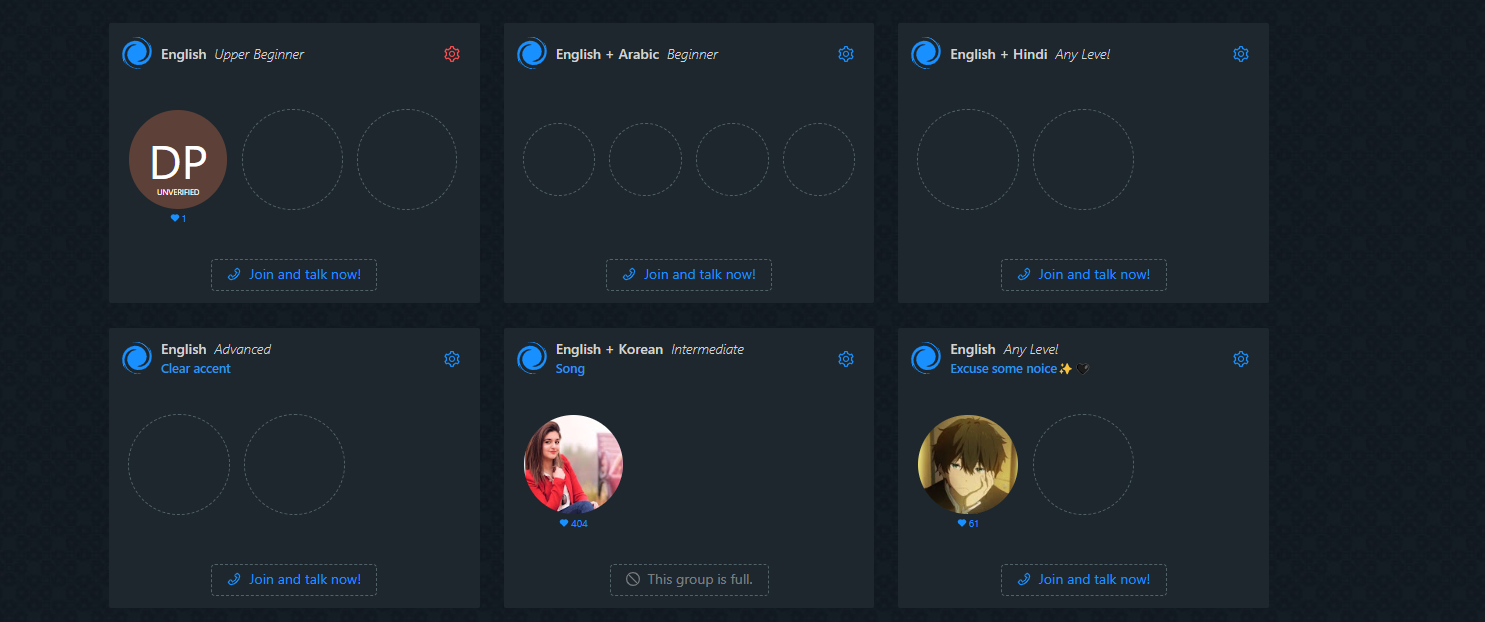 English Upper Beginner
DP
UNVERIFIED
1
Join and talk now!
English + Arabic Beginner
Join and talk now!
English + Hindi Any Level
Join and talk now!
English Advanced
Clear accent
Join and talk now!
English + Korean Intermediate
Song
404
This group is full.
English Any Level
Excuse some noice✨🖤
61
Join and talk now!